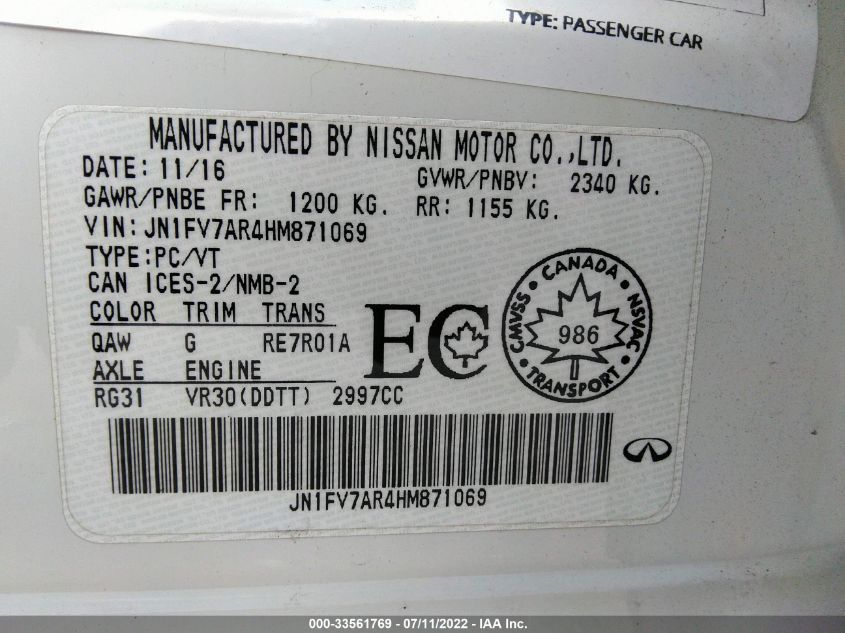 TYPE: PASSENGER CAR
MANUFACTURED BY NISSAN MOTOR CO.,LTD.
DATE: 11/16 GVWR/PNBV: 2340 KG.
GAWR/PNBE FR: 1200 KG. RR: 1155 KG.
VIN: JN1FV7AR4HM871069
TYPE:PC/VT
CAN ICES-2/NMB-2
COLOR TRIM TRANS
QAW G RE7R01A
AXLE ENGINE
RG31 VR30(DDTT) 2997CC
EC
CANADA
CMVSS NSVAC
986
TRANSPORT
JN1FV7AR4HM871069
000-33561769 - 07/11/2022 - IAA Inc.